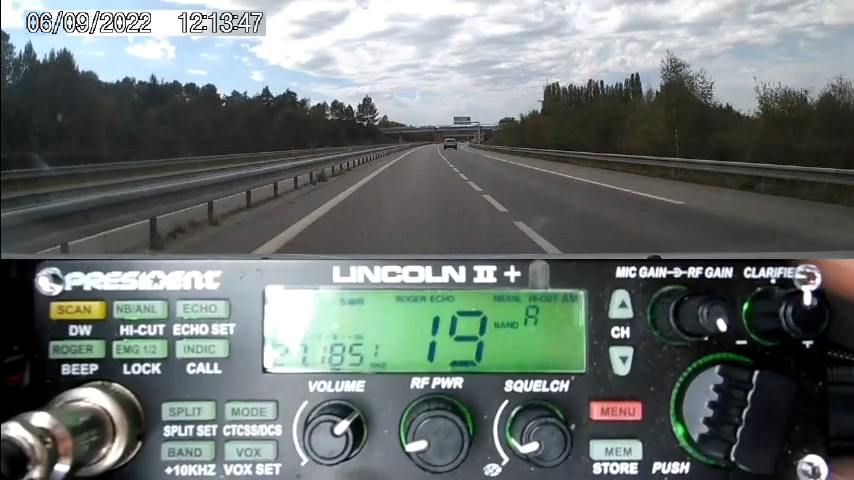 06/09/2022 12:13:47
PRESIDENT LINCOLN II + MIC GAIN RF GAIN CLARIFIER
SCAN NB/ANL ECHO
DW HI-CUT ECHO SET
ROGER EMG 1/2 INDIC
BEEP LOCK CALL
SWR ROGER ECHO NB/ANL HI-CUT AM
19 BAND A
27.185
CH
VOLUME RF PWR SQUELCH
SPLIT MODE
SPLIT SET CTCSS/DCS
BAND VOX
+10KHZ VOX SET
MENU
MEM
STORE PUSH